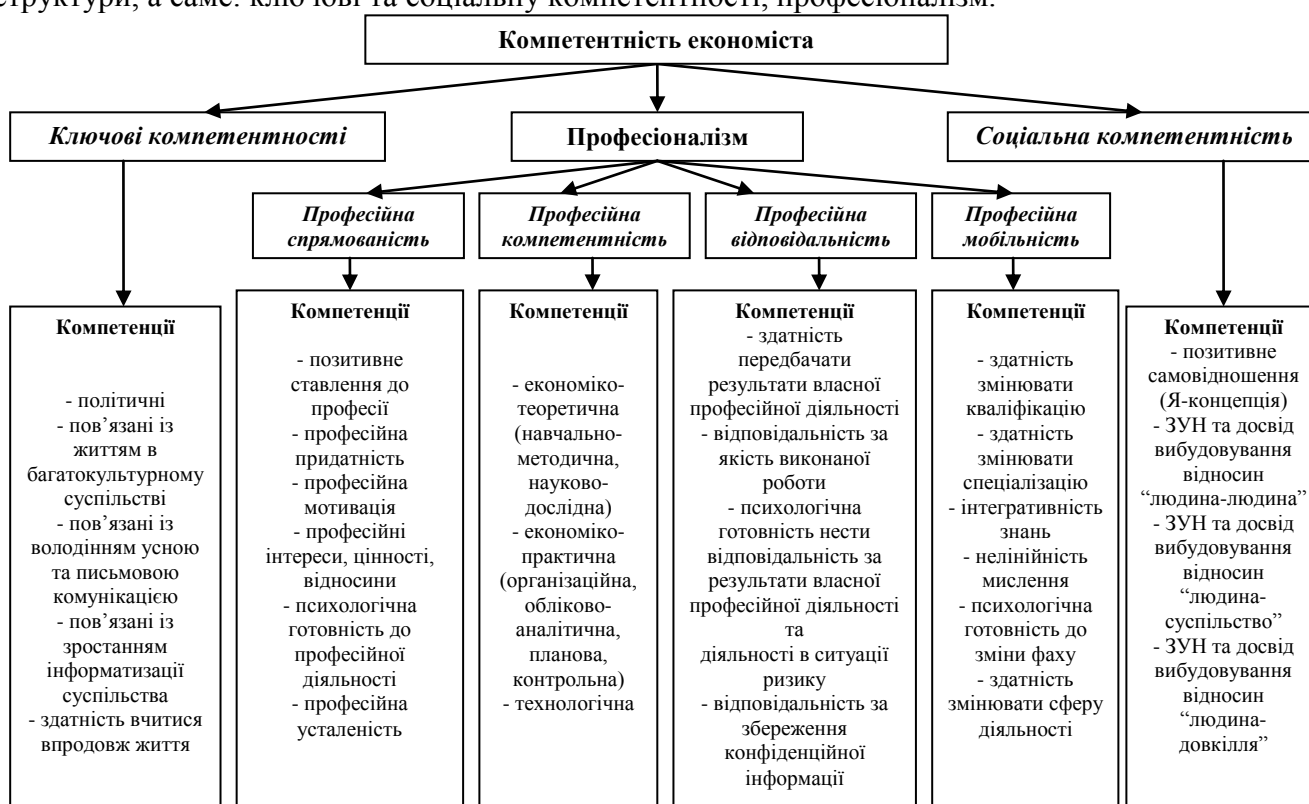 структури, а саме: ключові та соціальну компетентності, професіоналізм.
Компетентність економіста
Ключові компетентності
Професіоналізм
Соціальна компетентність
Професійна
спрямованість
Професійна
компетентність
Професійна
відповідальність
Професійна
мобільність
Компетенції
- політичні
- пов’язані із
життям в
багатокультурному
суспільстві
- пов’язані із
володінням усною
та письмовою
комунікацією
- пов’язані із
зростанням
інформатизації
суспільства
- здатність вчитися
впродовж життя
Компетенції
- позитивне
ставлення до
професії
- професійна
придатність
- професійна
мотивація
- професійні
інтереси, цінності,
відносини
- психологічна
готовність до
професійної
діяльності
- професійна
усталеність
Компетенції
- економіко-
теоретична
(навчально-
методична,
науково-
дослідна)
- економіко-
практична
(організаційна,
обліково-
аналітична,
планова,
контрольна)
- технологічна
Компетенції
- здатність
передбачати
результати власної
професійної діяльності
- відповідальність за
якість виконаної
роботи
- психологічна
готовність нести
відповідальність за
результати власної
професійної діяльності
та
діяльності в ситуації
ризику
- відповідальність за
збереження
конфіденційної
інформації
Компетенції
- здатність
змінювати
кваліфікацію
- здатність
змінювати
спеціалізацію
- інтегративність
знань
- нелінійність
мислення
- психологічна
готовність до
зміни фаху
- здатність
змінювати сферу
діяльності
Компетенції
- позитивне
самовідношення
(Я-концепція)
- ЗУН та досвід
вибудовування
відносин
“людина-людина”
- ЗУН та досвід
вибудовування
відносин
“людина-
суспільство”
- ЗУН та досвід
вибудовування
відносин
“людина-
довкілля”